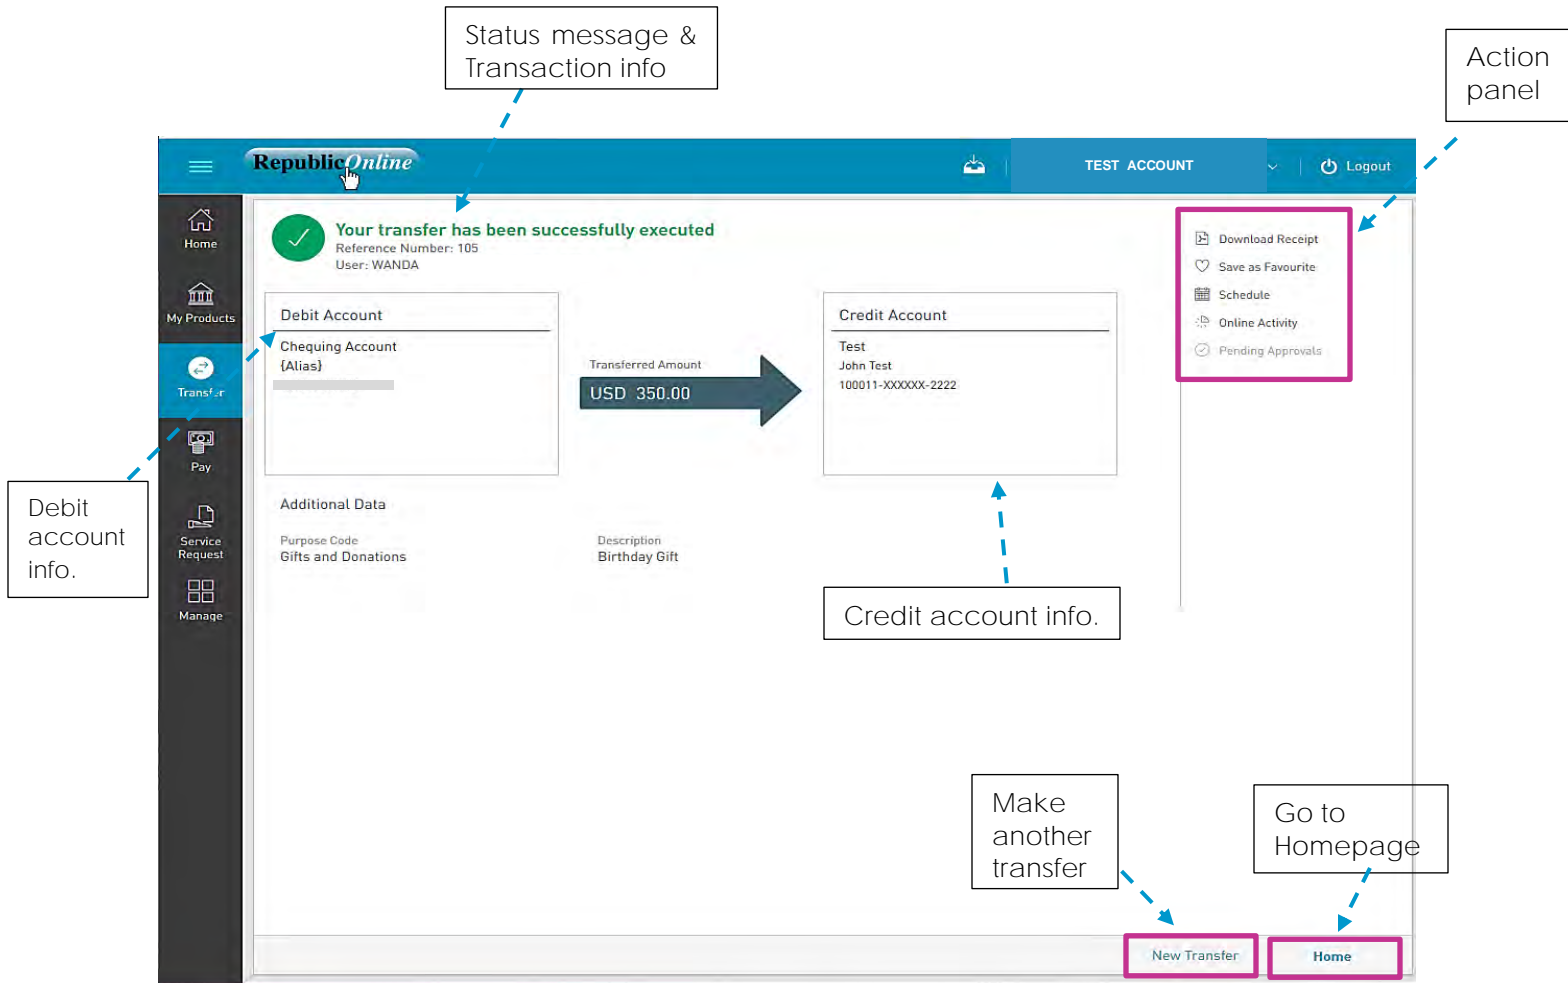 Status message &
Transaction info
Action
panel
RepublicOnline
TEST ACCOUNT
Logout
Home
My Products
Transfer
Pay
Service
Request
Manage
Your transfer has been successfully executed
Reference Number: 105
User: WANDA
Download Receipt
Save as Favourite
Schedule
Online Activity
Pending Approvals
Debit Account
Chequing Account
{Alias}
Transferred Amount
USD 350.00
Credit Account
Test
John Test
100011-XXXXXX-2222
Debit
account
info.
Additional Data
Purpose Code
Gifts and Donations
Description
Birthday Gift
Credit account info.
Make
another
transfer
Go to
Homepage
New Transfer
Home